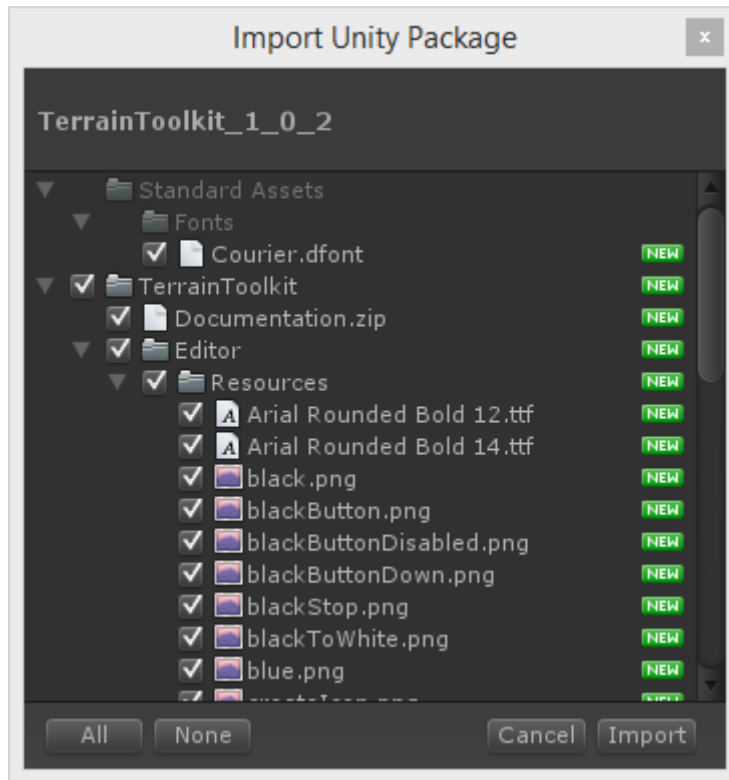 Import Unity Package
x
TerrainToolkit_1_0_2
Standard Assets
Fonts
Courier.dfont NEW
TerrainToolkit NEW
Documentation.zip NEW
Editor NEW
Resources NEW
Arial Rounded Bold 12.ttf NEW
Arial Rounded Bold 14.ttf NEW
black.png NEW
blackButton.png NEW
blackButtonDisabled.png NEW
blackButtonDown.png NEW
blackStop.png NEW
blackToWhite.png NEW
blue.png NEW
NEW
All None Cancel Import